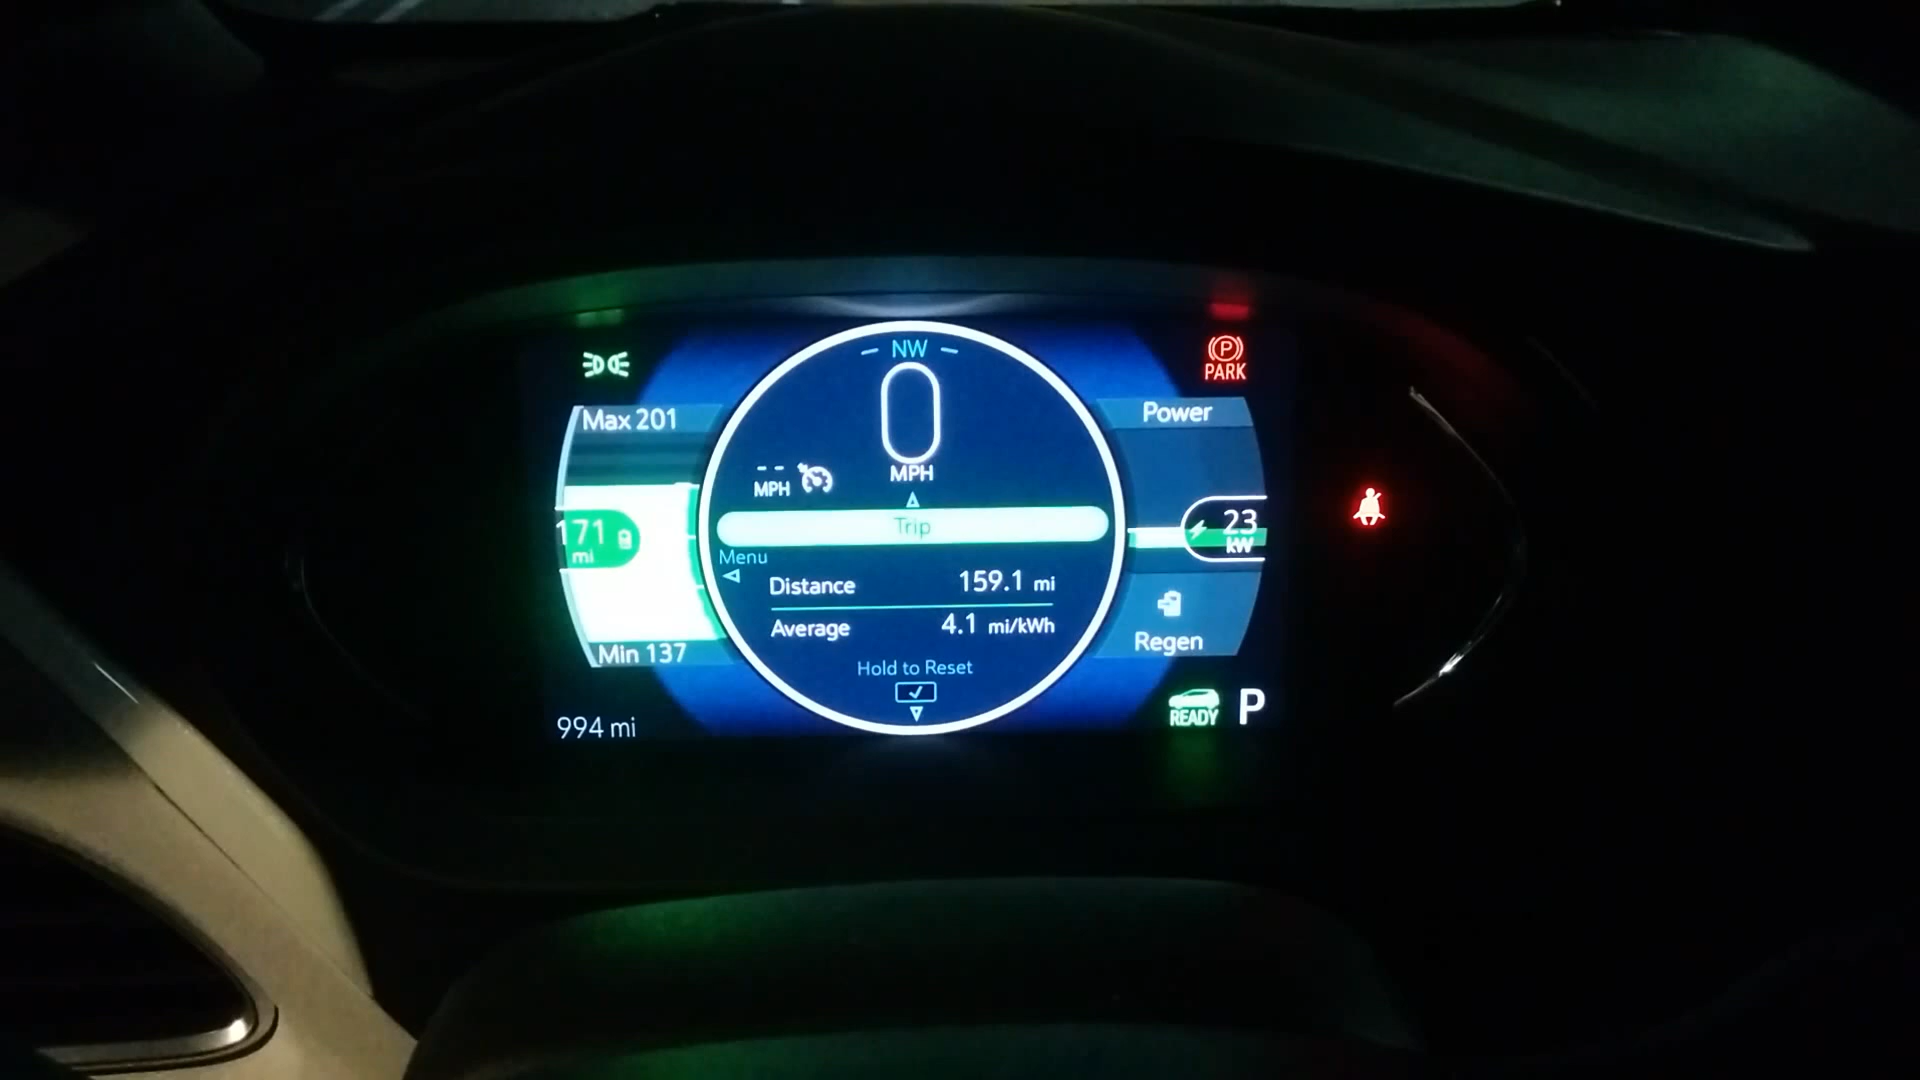 NW
P
PARK
Max 201
Power
0
MPH
-- MPH
171
mi
Trip
23
kW
Menu
Distance 159.1 mi
Average 4.1 mi/kWh
Regen
Min 137
Hold to Reset
994 mi
READY
P